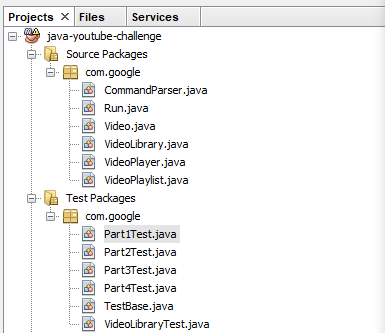 Projects Files Services
java-youtube-challenge
Source Packages
com.google
CommandParser.java
Run.java
Video.java
VideoLibrary.java
VideoPlayer.java
VideoPlaylist.java
Test Packages
com.google
Part1Test.java
Part2Test.java
Part3Test.java
Part4Test.java
TestBase.java
VideoLibraryTest.java